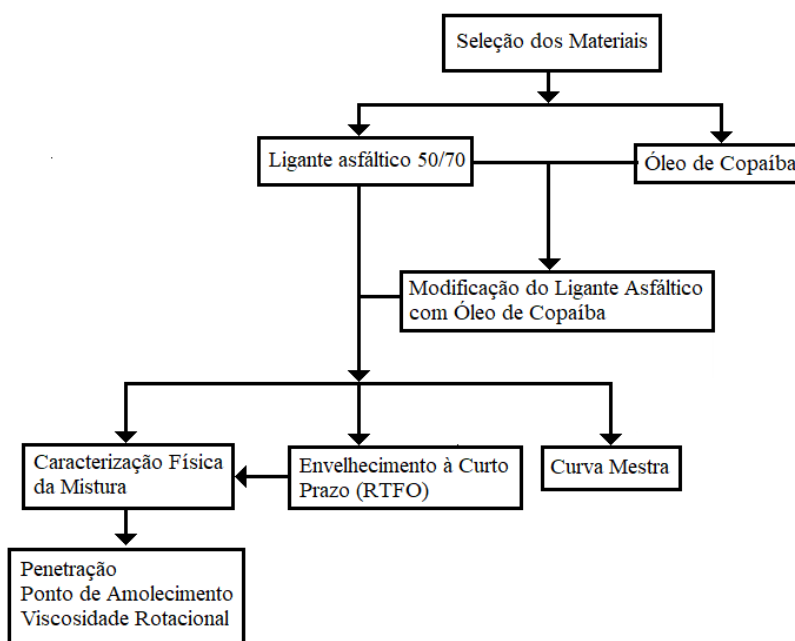 Seleção dos Materiais
Ligante asfáltico 50/70
Óleo de Copaíba
Modificação do Ligante Asfáltico
com Óleo de Copaíba
Caracterização Física
da Mistura
Envelhecimento à Curto
Prazo (RTFO)
Curva Mestra
Penetração
Ponto de Amolecimento
Viscosidade Rotacional